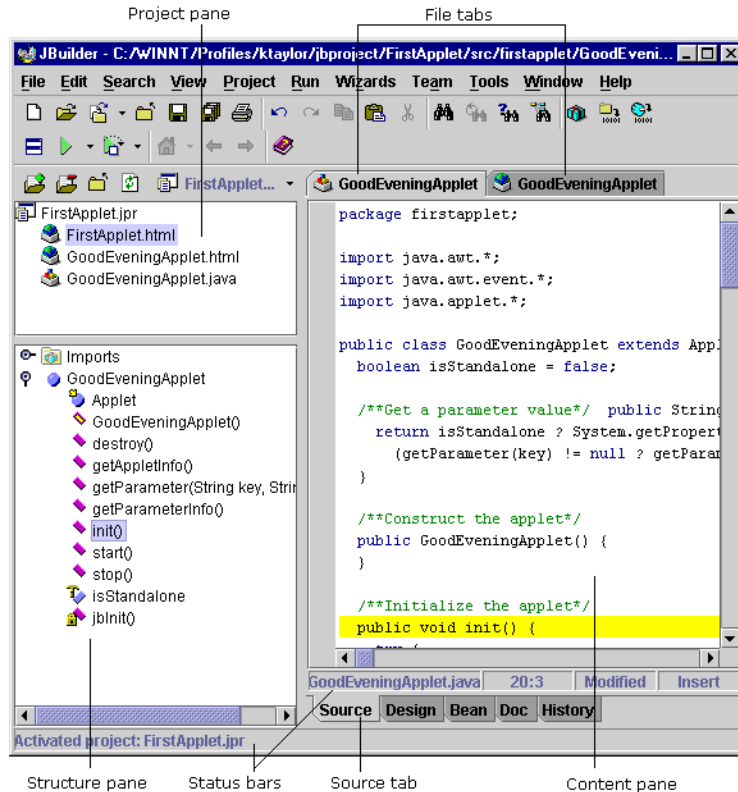 Project pane
File tabs
JBuilder - C:/WINNT/Profiles/ktaylor/jbproject/FirstApplet/src/firstapplet/GoodEveni...
File Edit Search View Project Run Wizards Team Tools Window Help
FirstApplet...
GoodEveningApplet
GoodEveningApplet
FirstApplet.jpr
FirstApplet.html
GoodEveningApplet.html
GoodEveningApplet.java
Imports
GoodEveningApplet
Applet
GoodEveningApplet()
destroy()
getAppletInfo()
getParameter(String key, Strin
getParameterInfo()
init()
start()
stop()
isStandalone
jbInit()
package firstapplet;
import java.awt.*;
import java.awt.event.*;
import java.applet.*;
public class GoodEveningApplet extends Appl
boolean isStandalone = false;
/**Get a parameter value*/ public String
return isStandalone ? System.getPropert
(getParameter(key) != null ? getParam
}
/**Construct the applet*/
public GoodEveningApplet() {
}
/**Initialize the applet*/
public void init() {
GoodEveningApplet.java 20:3 Modified Insert
Source Design Bean Doc History
Activated project: FirstApplet.jpr
Structure pane
Status bars
Source tab
Content pane